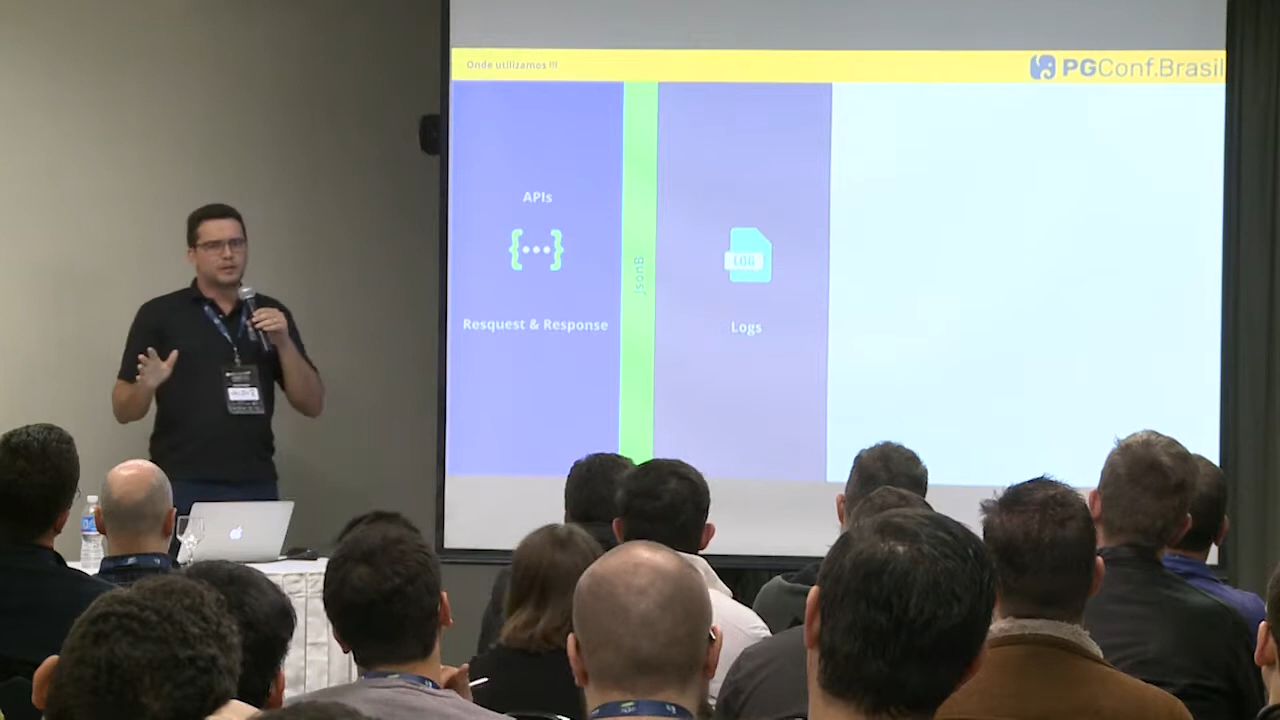 Onde utilizamos !!!
PGConf.Brasil
APIs
{...}
Resquest & Response
JsonB
LOG
Logs